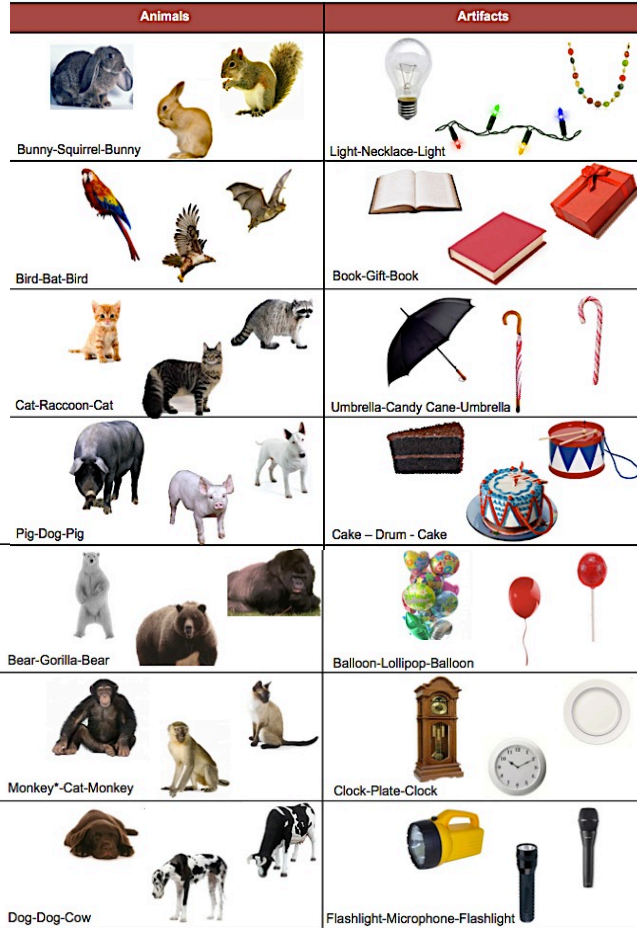 Animals
Artifacts
Bunny-Squirrel-Bunny
Light-Necklace-Light
Bird-Bat-Bird
Book-Gift-Book
Cat-Raccoon-Cat
Umbrella-Candy Cane-Umbrella
Pig-Dog-Pig
Cake – Drum - Cake
Bear-Gorilla-Bear
Balloon-Lollipop-Balloon
Monkey*-Cat-Monkey
Clock-Plate-Clock
Dog-Dog-Cow
Flashlight-Microphone-Flashlight